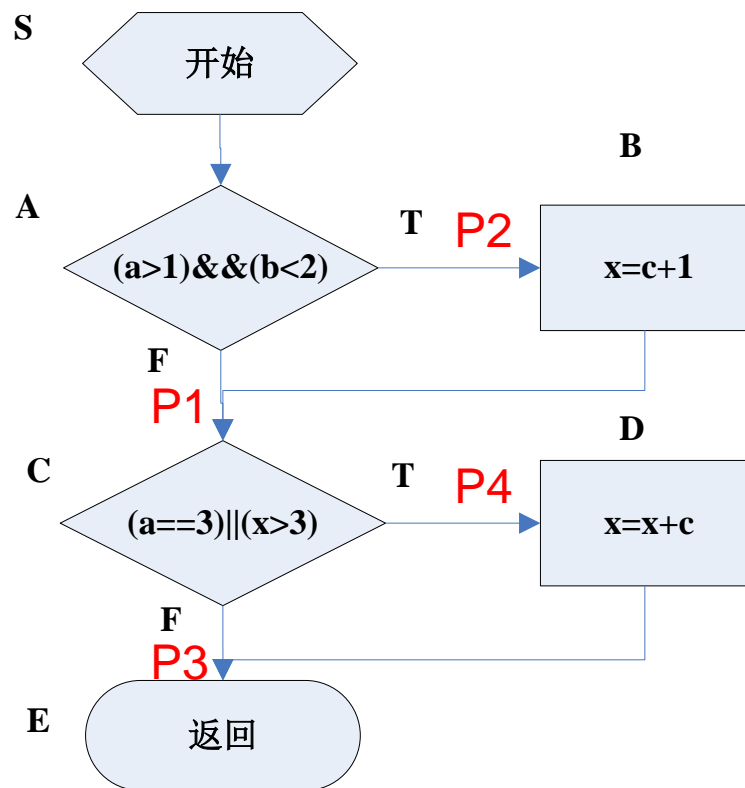 S
开始
B
A
(a>1)&&(b<2)
T
P2
x=c+1
F
P1
D
C
(a==3)||(x>3)
T
P4
x=x+c
F
P3
E
返回